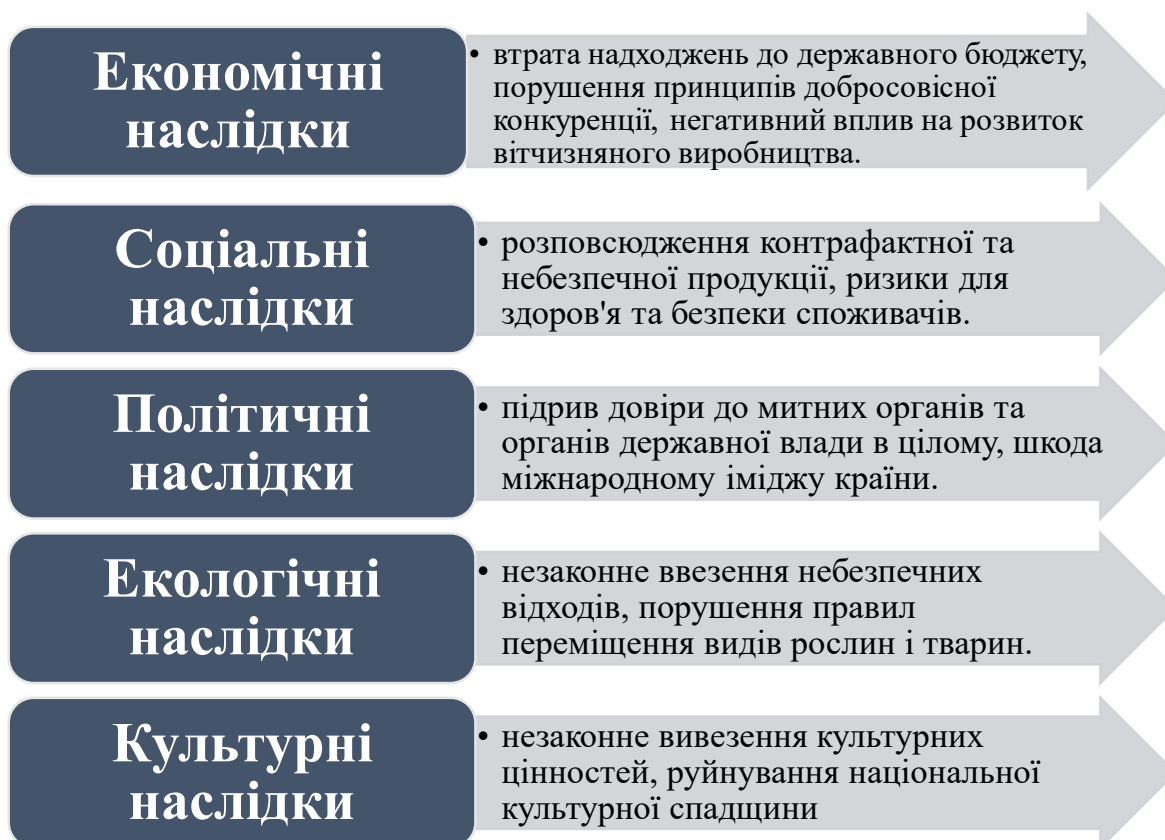 Економічні
наслідки
• втрата надходжень до державного бюджету,
порушення принципів добросовісної
конкуренції, негативний вплив на розвиток
вітчизняного виробництва.
Соціальні
наслідки
• розповсюдження контрафактної та
небезпечної продукції, ризики для
здоров'я та безпеки споживачів.
Політичні
наслідки
• підрив довіри до митних органів та
органів державної влади в цілому, шкода
міжнародному іміджу країни.
Екологічні
наслідки
• незаконне ввезення небезпечних
відходів, порушення правил
переміщення видів рослин і тварин.
Культурні
наслідки
• незаконне вивезення культурних
цінностей, руйнування національної
культурної спадщини